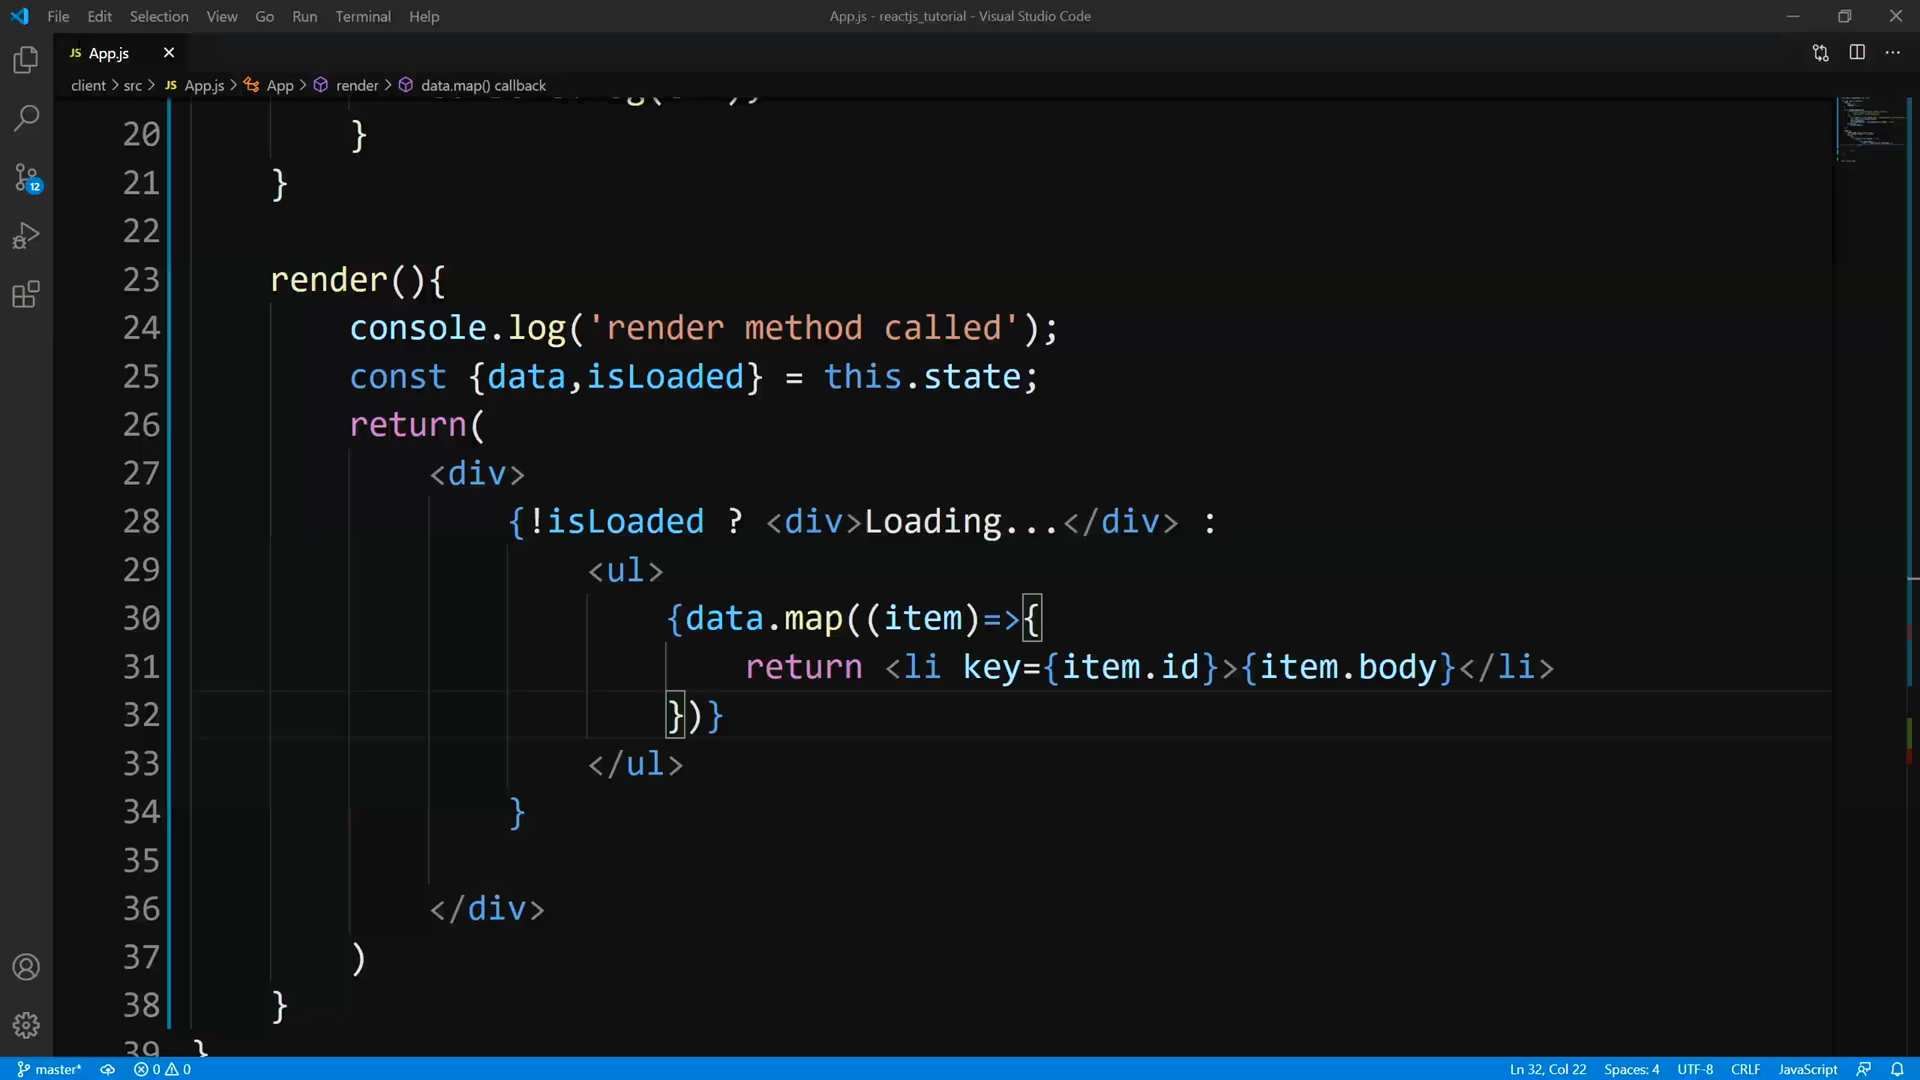 File Edit Selection View Go Run Terminal Help App.js - reactjs_tutorial - Visual Studio Code
JS App.js
client > src > JS App.js > App > render > data.map() callback
20 }
21 }
22
23 render(){
24 console.log('render method called');
25 const {data,isLoaded} = this.state;
26 return(
27 <div>
28 {!isLoaded ? <div>Loading...</div> :
29 <ul>
30 {data.map((item)=>{
31 return <li key={item.id}>{item.body}</li>
32 })}
33 </ul>
34 }
35
36 </div>
37 )
38 }
39 }
12
master* 0 0 Ln 32, Col 22 Spaces: 4 UTF-8 CRLF JavaScript